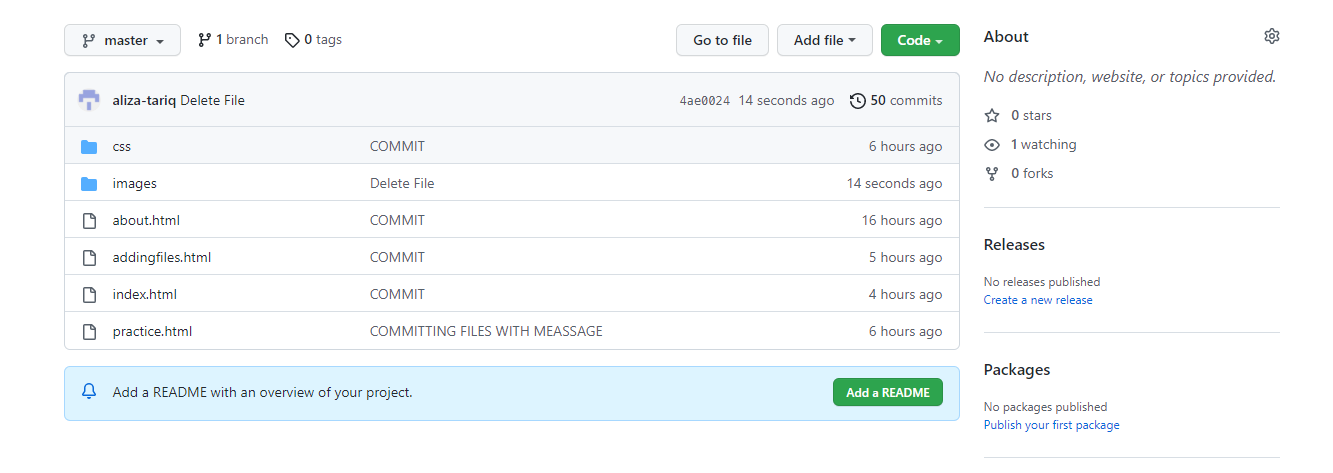 master 1 branch 0 tags Go to file Add file Code
aliza-tariq Delete File 4ae0024 14 seconds ago 50 commits
css COMMIT 6 hours ago
images Delete File 14 seconds ago
about.html COMMIT 16 hours ago
addingfiles.html COMMIT 5 hours ago
index.html COMMIT 4 hours ago
practice.html COMMITTING FILES WITH MEASSAGE 6 hours ago
Add a README with an overview of your project. Add a README
About
No description, website, or topics provided.
0 stars
1 watching
0 forks
Releases
No releases published
Create a new release
Packages
No packages published
Publish your first package